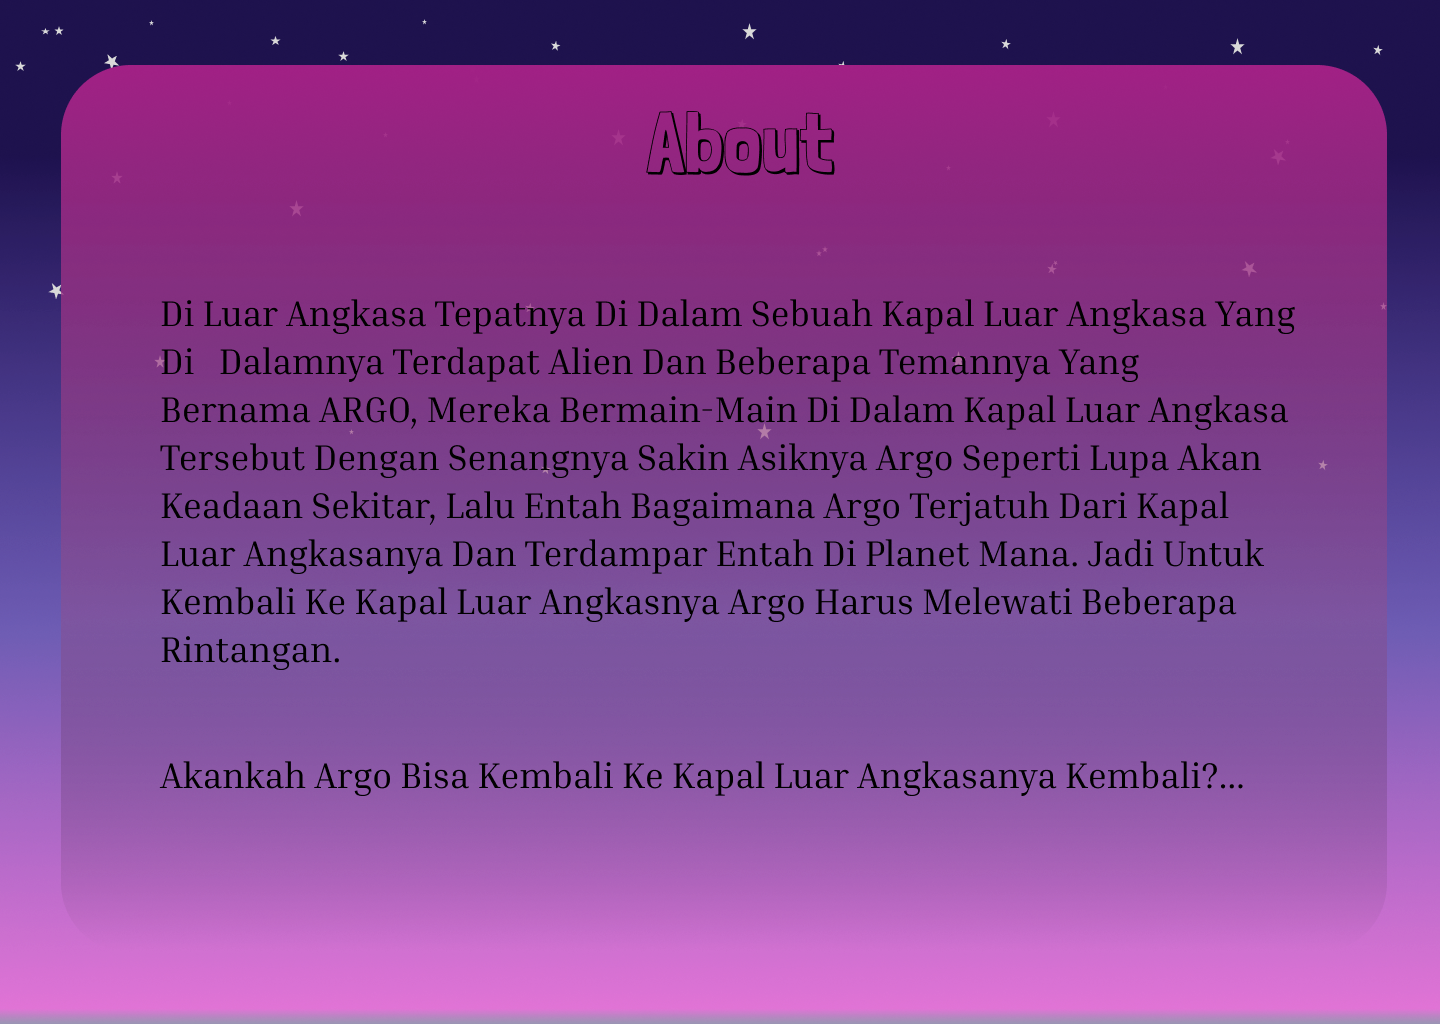 About
Di Luar Angkasa Tepatnya Di Dalam Sebuah Kapal Luar Angkasa Yang
Di Dalamnya Terdapat Alien Dan Beberapa Temannya Yang
Bernama ARGO, Mereka Bermain-Main Di Dalam Kapal Luar Angkasa
Tersebut Dengan Senangnya Sakin Asiknya Argo Seperti Lupa Akan
Keadaan Sekitar, Lalu Entah Bagaimana Argo Terjatuh Dari Kapal
Luar Angkasanya Dan Terdampar Entah Di Planet Mana. Jadi Untuk
Kembali Ke Kapal Luar Angkasnya Argo Harus Melewati Beberapa
Rintangan.
Akankah Argo Bisa Kembali Ke Kapal Luar Angkasanya Kembali?...